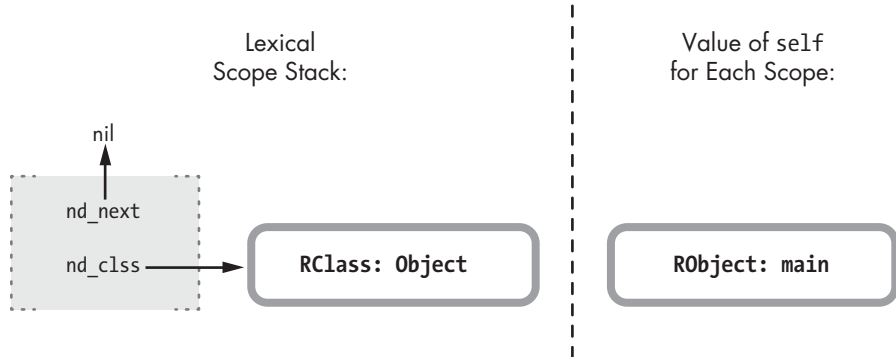 Lexical
Scope Stack:
Value of self
for Each Scope:
nil
nd_next
nd_clss
RClass: Object
RObject: main